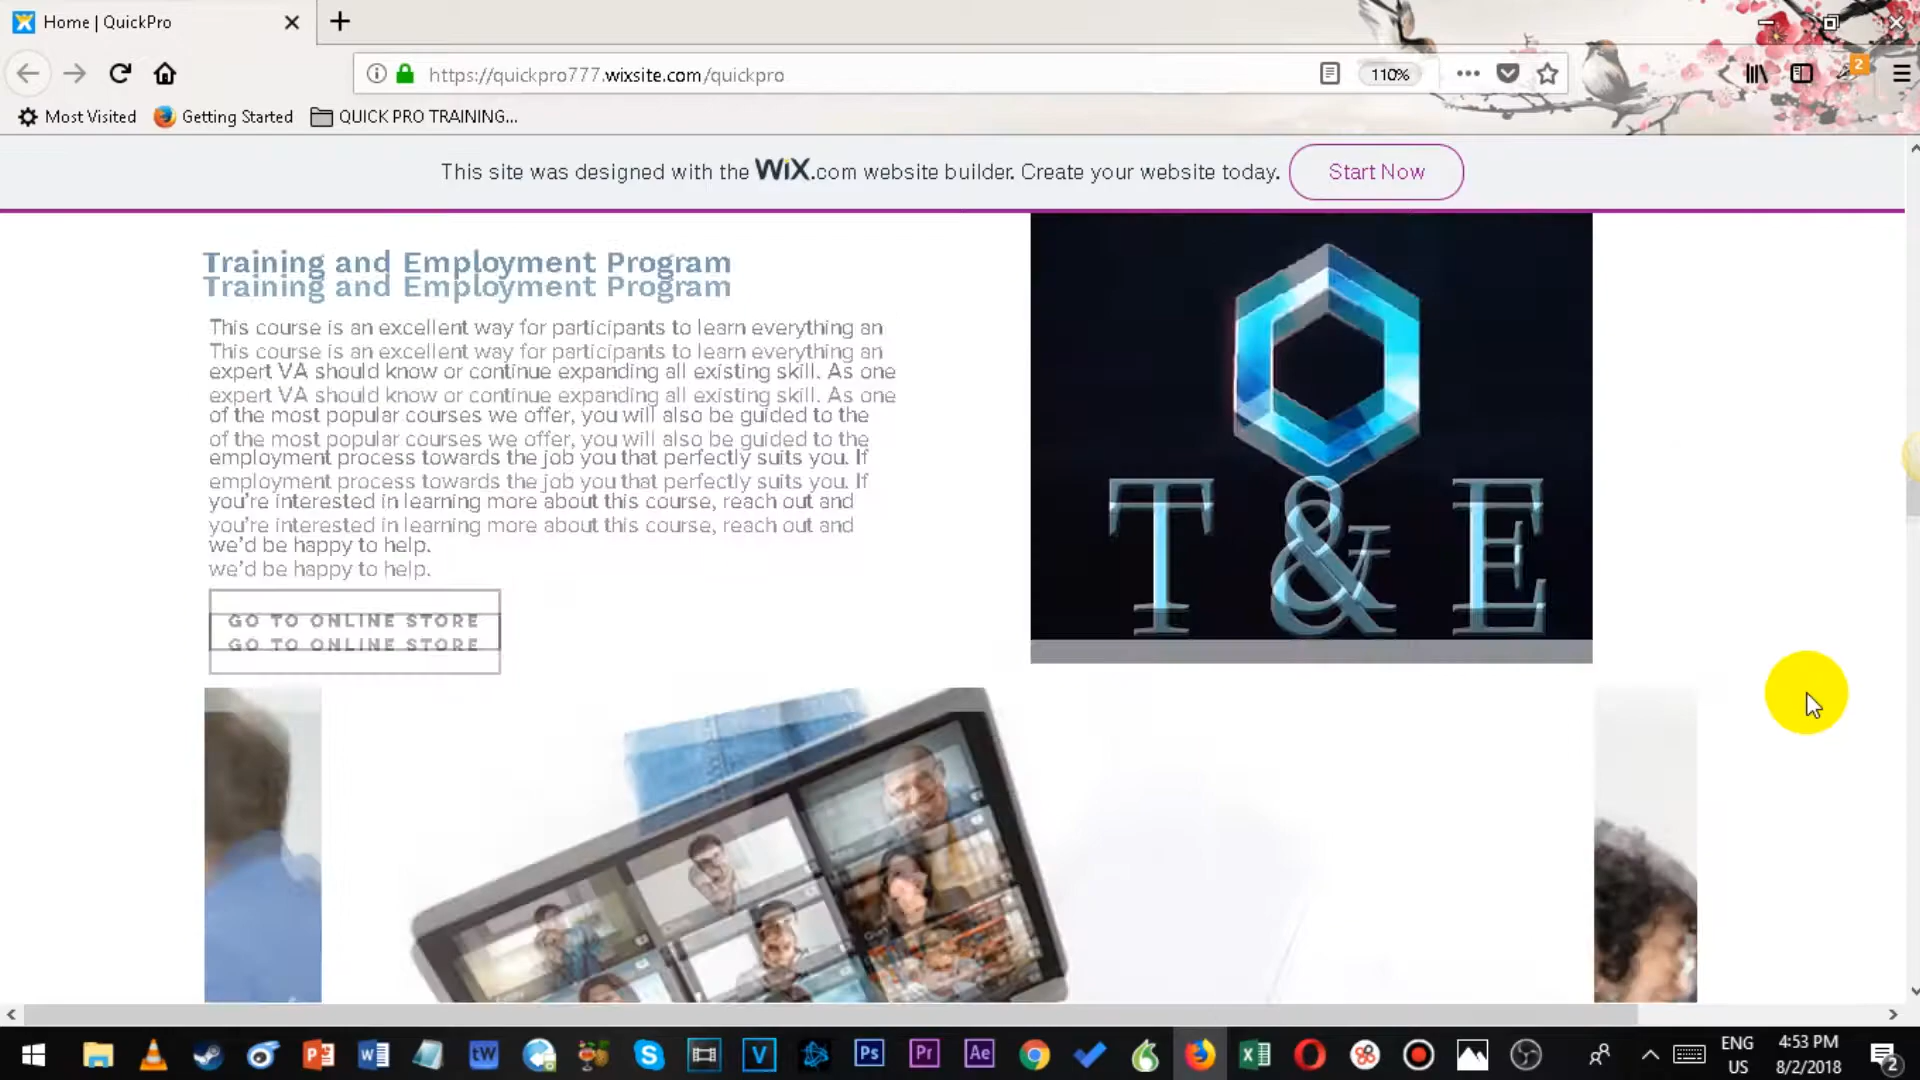 Home | QuickPro
https://quickpro777.wixsite.com/quickpro
110%
2
Most Visited
Getting Started
QUICK PRO TRAINING...
This site was designed with the WiX.com website builder. Create your website today.
Start Now
Training and Employment Program
Training and Employment Program
This course is an excellent way for participants to learn everything an
This course is an excellent way for participants to learn everything an
expert VA should know or continue expanding all existing skill. As one
expert VA should know or continue expanding all existing skill. As one
of the most popular courses we offer, you will also be guided to the
of the most popular courses we offer, you will also be guided to the
employment process towards the job you that perfectly suits you. If
employment process towards the job you that perfectly suits you. If
you're interested in learning more about this course, reach out and
you're interested in learning more about this course, reach out and
we'd be happy to help.
we'd be happy to help.
GO TO ONLINE STORE
GO TO ONLINE STORE
T & E
tW
V
Ps
Pr
Ae
ENG
US
4:53 PM
8/2/2018
2